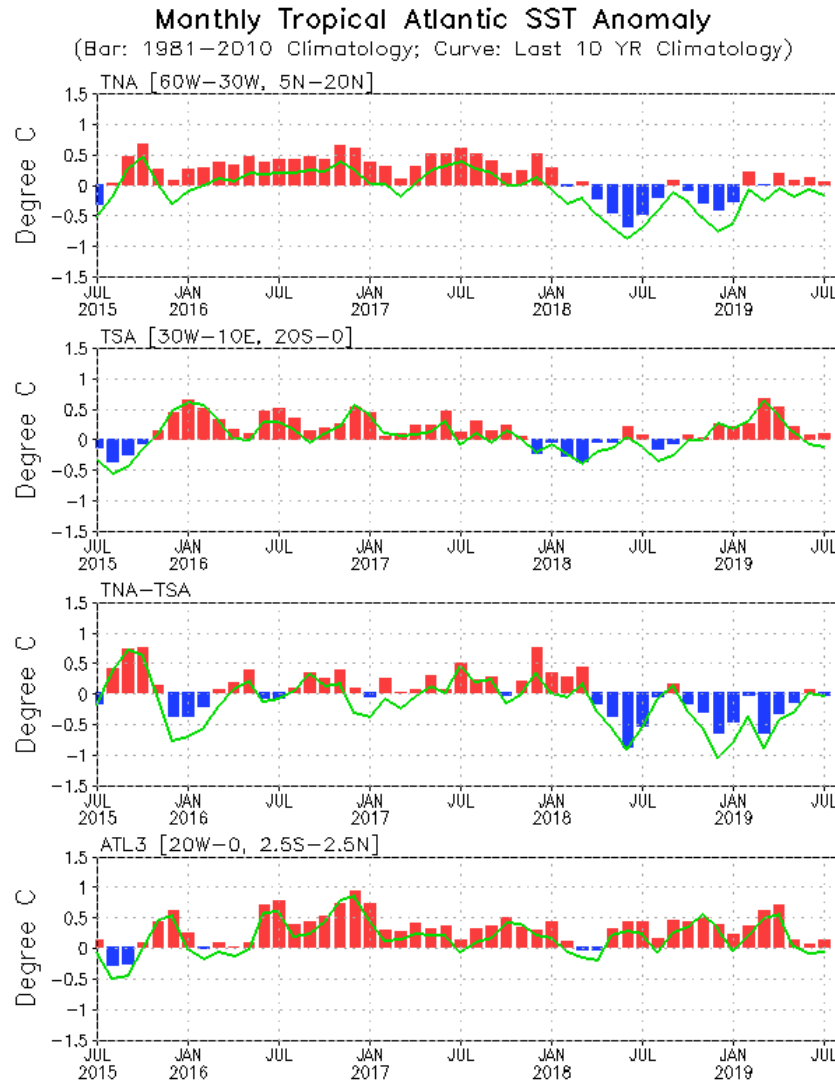 Monthly Tropical Atlantic SST Anomaly
(Bar: 1981-2010 Climatology; Curve: Last 10 YR Climatology)
TNA [60W-30W, 5N-20N]
Degree C
1.5
1
0.5
0
-0.5
-1
-1.5
JUL JAN JUL JAN JUL JAN JUL JAN JUL
2015 2016 2017 2018 2019
TSA [30W-10E, 20S-0]
Degree C
1.5
1
0.5
0
-0.5
-1
-1.5
JUL JAN JUL JAN JUL JAN JUL JAN JUL
2015 2016 2017 2018 2019
TNA-TSA
Degree C
1.5
1
0.5
0
-0.5
-1
-1.5
JUL JAN JUL JAN JUL JAN JUL JAN JUL
2015 2016 2017 2018 2019
ATL3 [20W-0, 2.5S-2.5N]
Degree C
1.5
1
0.5
0
-0.5
-1
-1.5
JUL JAN JUL JAN JUL JAN JUL JAN JUL
2015 2016 2017 2018 2019